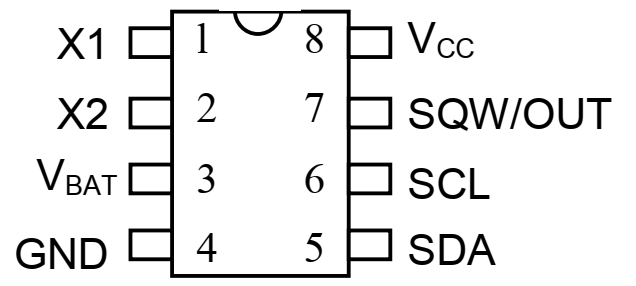 X1 1 8 VCC
X2 2 7 SQW/OUT
VBAT 3 6 SCL
GND 4 5 SDA